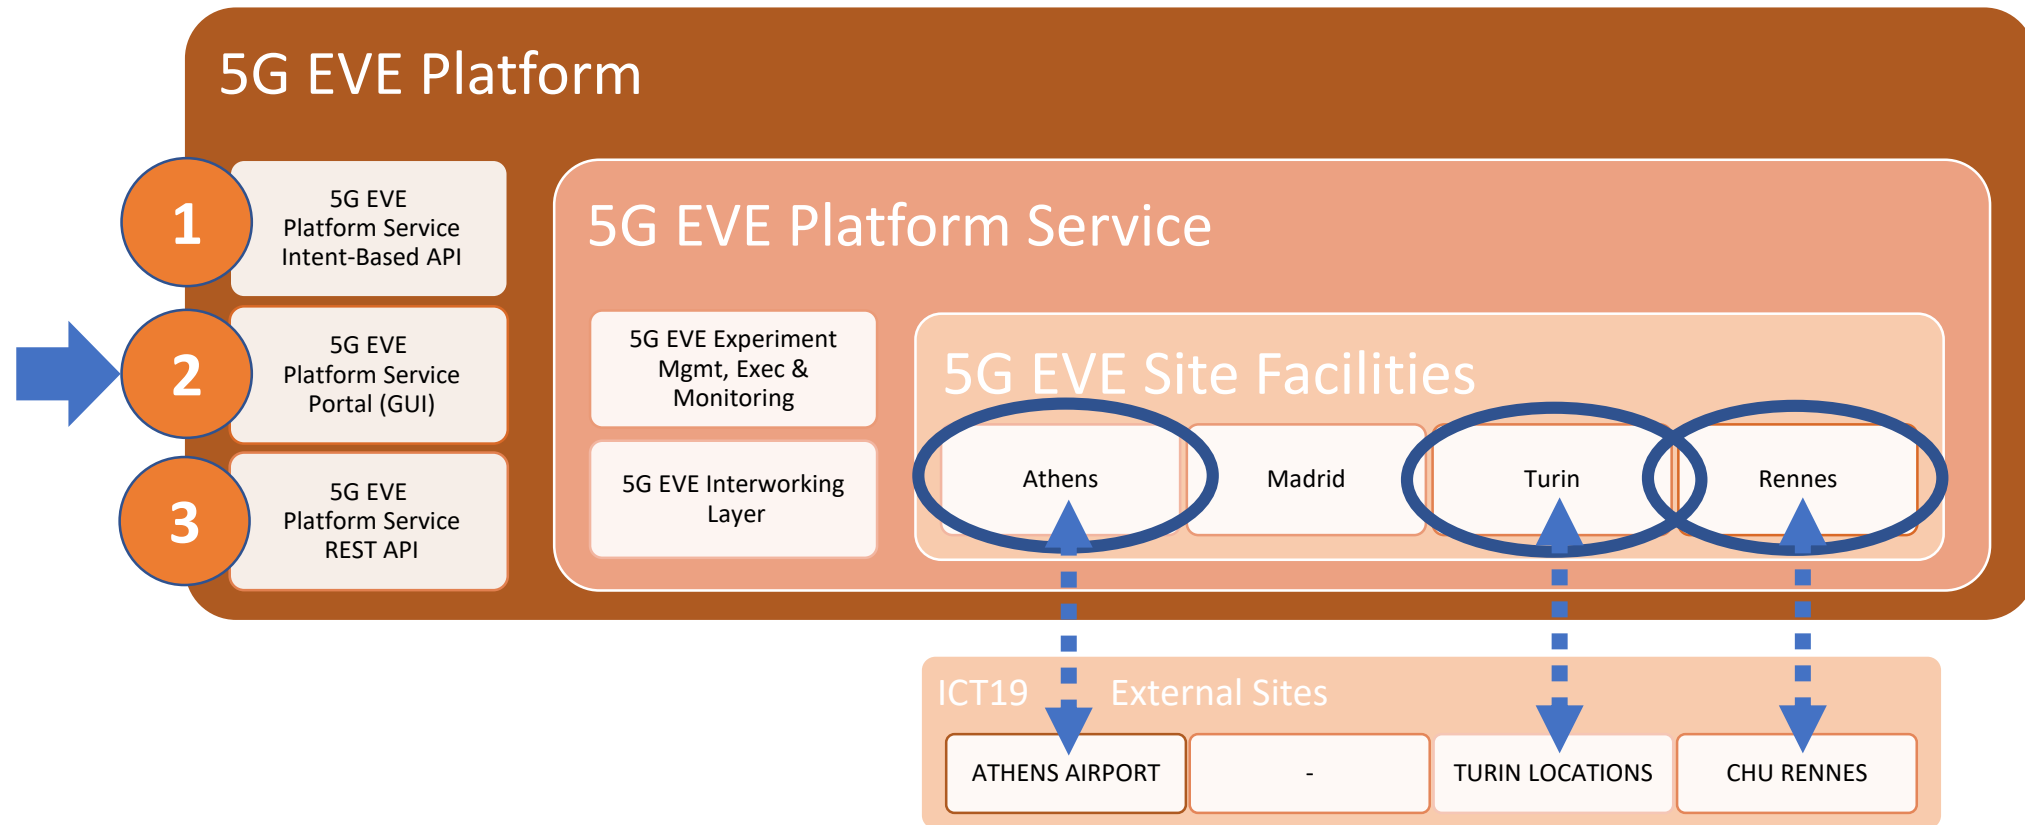 5G EVE Platform
1
5G EVE
Platform Service
Intent-Based API
2
5G EVE
Platform Service
Portal (GUI)
3
5G EVE
Platform Service
REST API
5G EVE Platform Service
5G EVE Experiment
Mgmt, Exec &
Monitoring
5G EVE Interworking
Layer
5G EVE Site Facilities
Athens
Madrid
Turin
Rennes
ICT19 External Sites
ATHENS AIRPORT
-
TURIN LOCATIONS
CHU RENNES